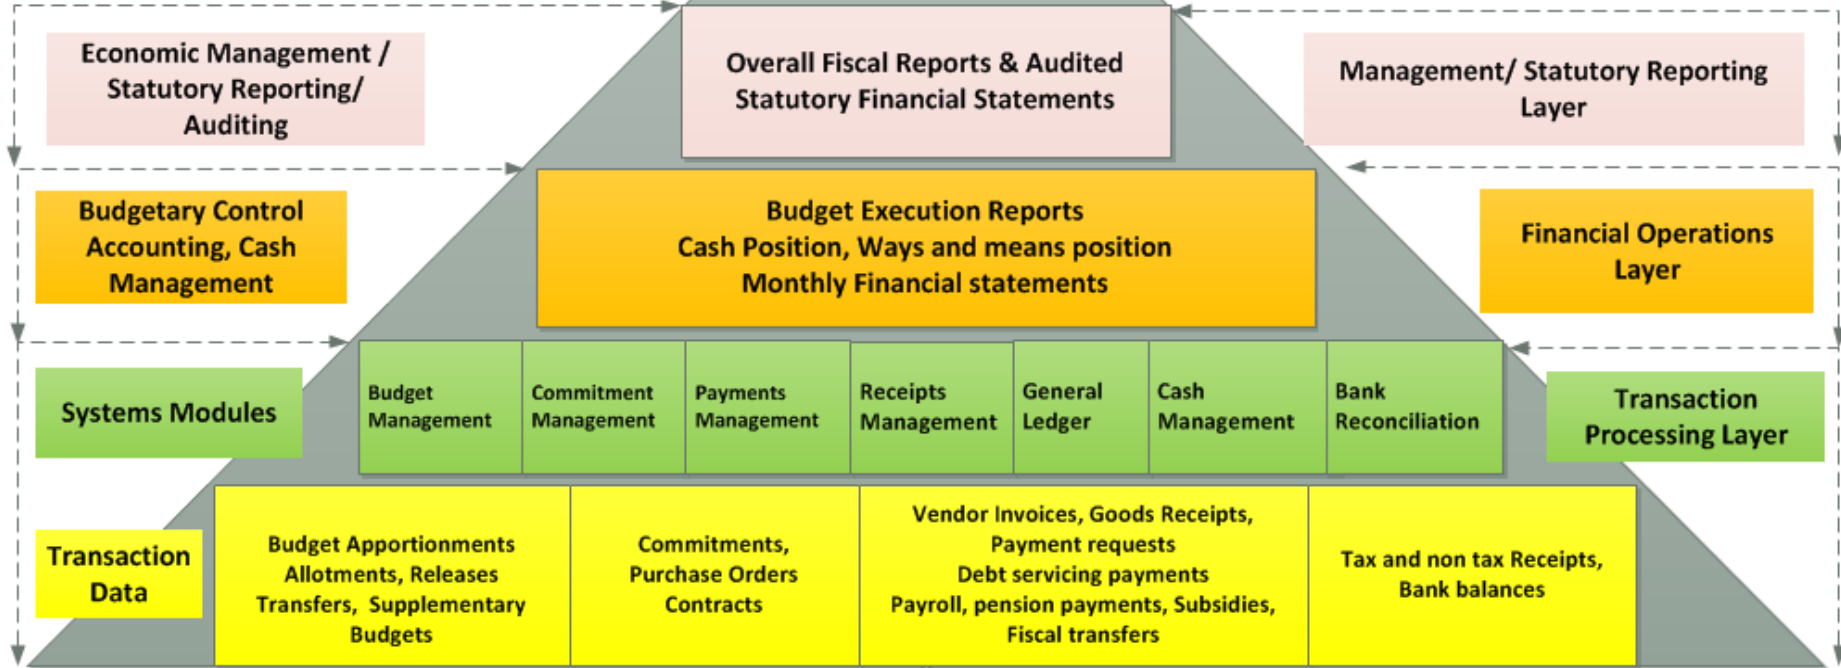 Economic Management /
Statutory Reporting/
Auditing
Overall Fiscal Reports & Audited
Statutory Financial Statements
Management/ Statutory Reporting
Layer
Budgetary Control
Accounting, Cash
Management
Budget Execution Reports
Cash Position, Ways and means position
Monthly Financial statements
Financial Operations
Layer
Systems Modules
Budget
Management
Commitment
Management
Payments
Management
Receipts
Management
General
Ledger
Cash
Management
Bank
Reconciliation
Transaction
Processing Layer
Transaction
Data
Budget Apportionments
Allotments, Releases
Transfers, Supplementary
Budgets
Commitments,
Purchase Orders
Contracts
Vendor Invoices, Goods Receipts,
Payment requests
Debt servicing payments
Payroll, pension payments, Subsidies,
Fiscal transfers
Tax and non tax Receipts,
Bank balances